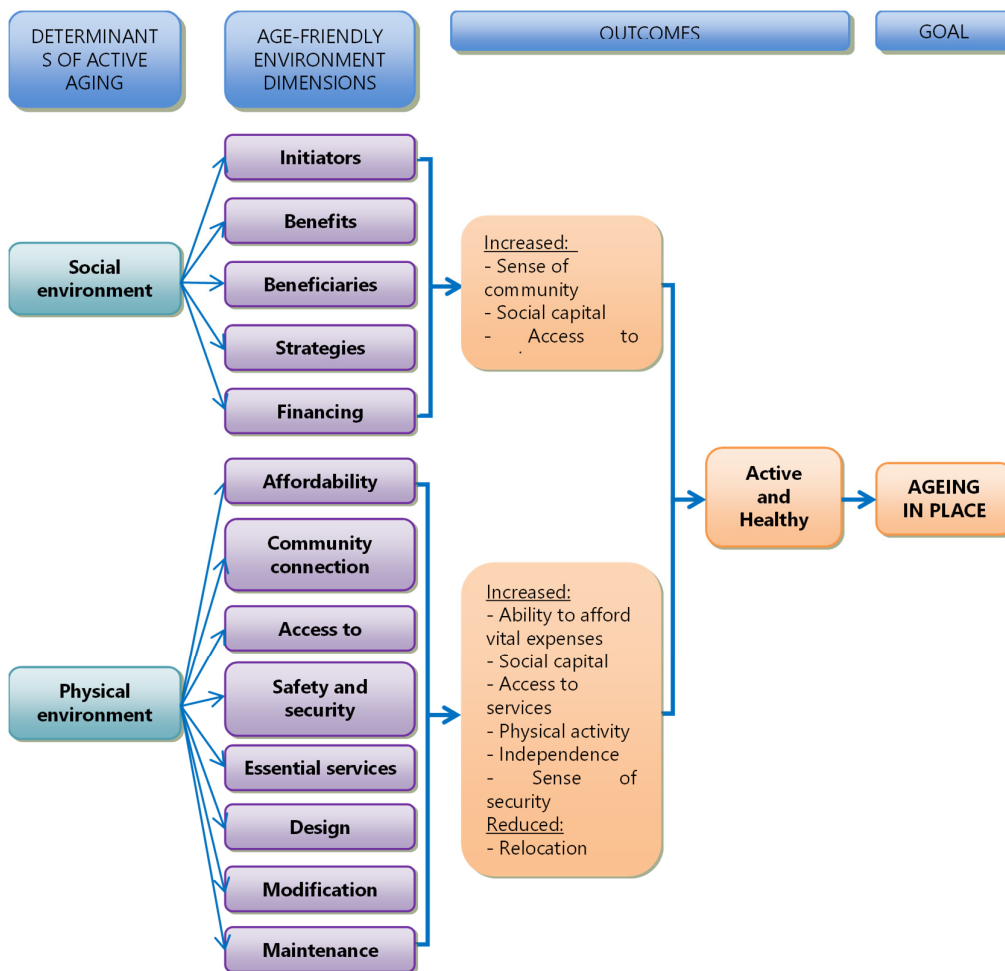 DETERMINANT
S OF ACTIVE
AGING
AGE-FRIENDLY
ENVIRONMENT
DIMENSIONS
OUTCOMES
GOAL
Social
environment
Initiators
Benefits
Beneficiaries
Strategies
Financing
Increased:
- Sense of
community
- Social capital
- Access to
Physical
environment
Affordability
Community
connection
Access to
Safety and
security
Essential services
Design
Modification
Maintenance
Increased:
- Ability to afford
vital expenses
- Social capital
- Access to
services
- Physical activity
- Independence
- Sense of
security
Reduced:
- Relocation
Active
and
Healthy
AGEING
IN PLACE